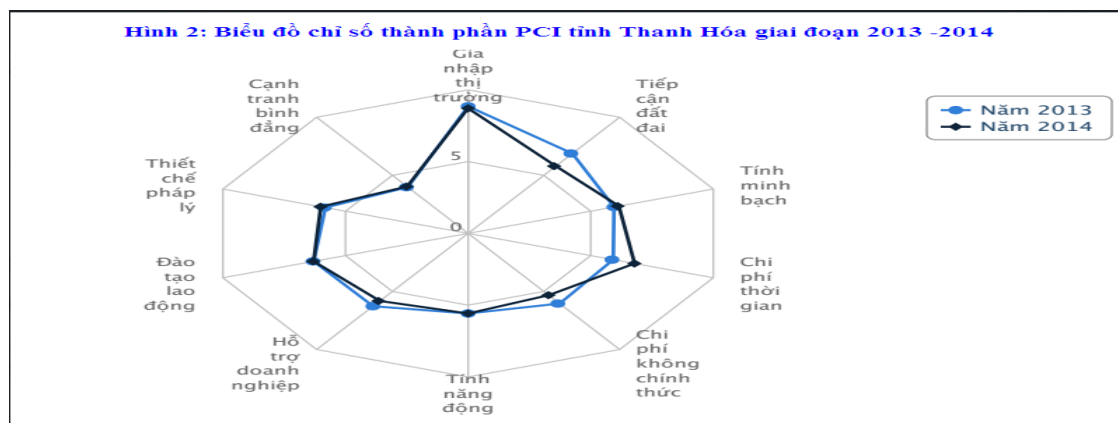 Hình 2: Biểu đồ chỉ số thành phần PCI tỉnh Thanh Hóa giai đoạn 2013 -2014
Gia
nhập
thị
trường
Tiếp
cận
đất
đai
Tính
minh
bạch
Chi
phí
thời
gian
Chi
phí
không
chính
thức
Tính
năng
động
Hỗ
trợ
doanh
nghiệp
Đào
tạo
lao
động
Thiết
chế
pháp
lý
Cạnh
tranh
bình
đẳng
5
0
Năm 2013
Năm 2014